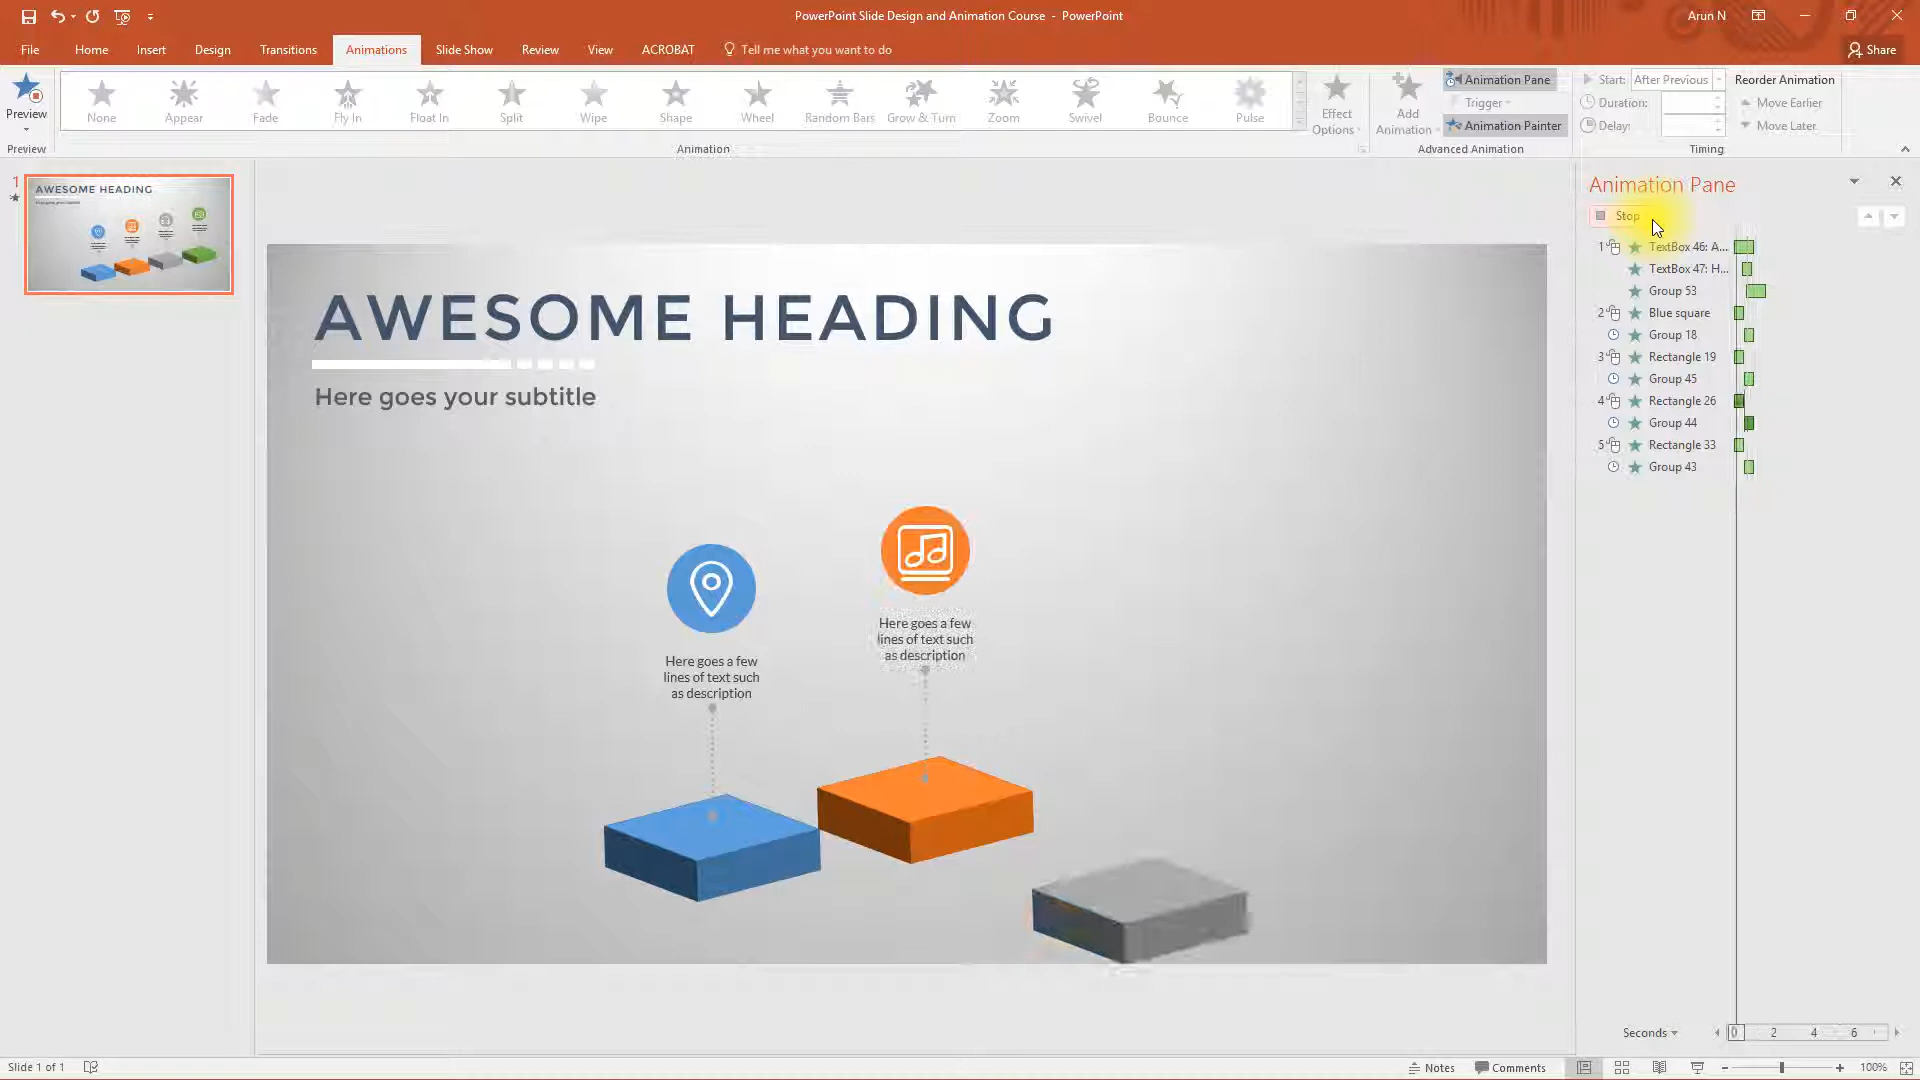 PowerPoint Slide Design and Animation Course - PowerPoint
Arun N
File Home Insert Design Transitions Animations Slide Show Review View ACROBAT Tell me what you want to do
Share
Preview
None Appear Fade Fly In Float In Split Wipe Shape Wheel Random Bars Grow & Turn Zoom Swivel Bounce Pulse
Effect Options
Add Animation
Animation Pane
Trigger
Animation Painter
Start: After Previous
Duration:
Delay:
Reorder Animation
Move Earlier
Move Later
Preview
Animation
Advanced Animation
Timing
1
AWESOME HEADING
AWESOME HEADING
Here goes your subtitle
Here goes a few
lines of text such
as description
Here goes a few
lines of text such
as description
Animation Pane
Stop
1 TextBox 46: A...
TextBox 47: H...
Group 53
2 Blue square
Group 18
3 Rectangle 19
Group 45
4 Rectangle 26
Group 44
5 Rectangle 33
Group 43
Seconds 0 2 4 6
Slide 1 of 1
Notes Comments 100%